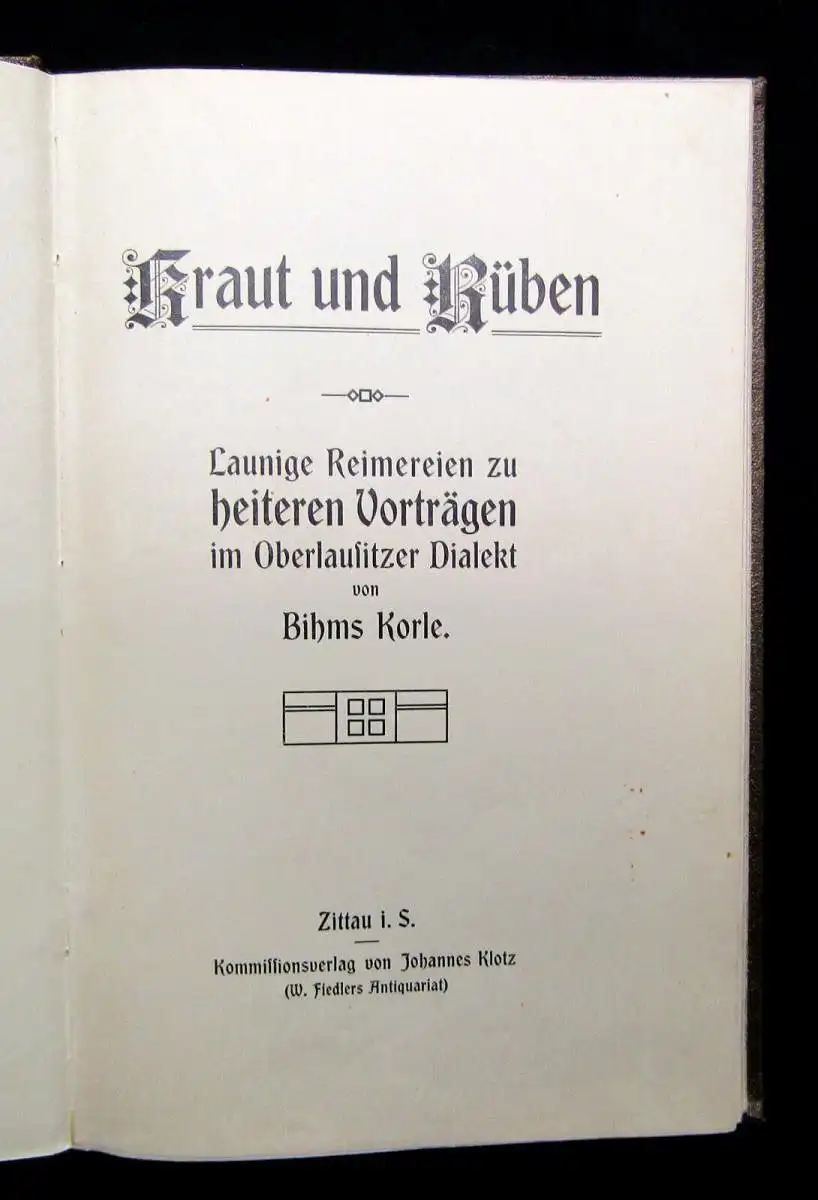 Kraut und Rüben
Launige Reimereien zu
heiteren Vorträgen
im Oberlauſitzer Dialekt
von
Bihms Korle.
Zittau i. S.
Kommiſſionsverlag von Johannes Klotz
(W. Fiedlers Antiquariat)